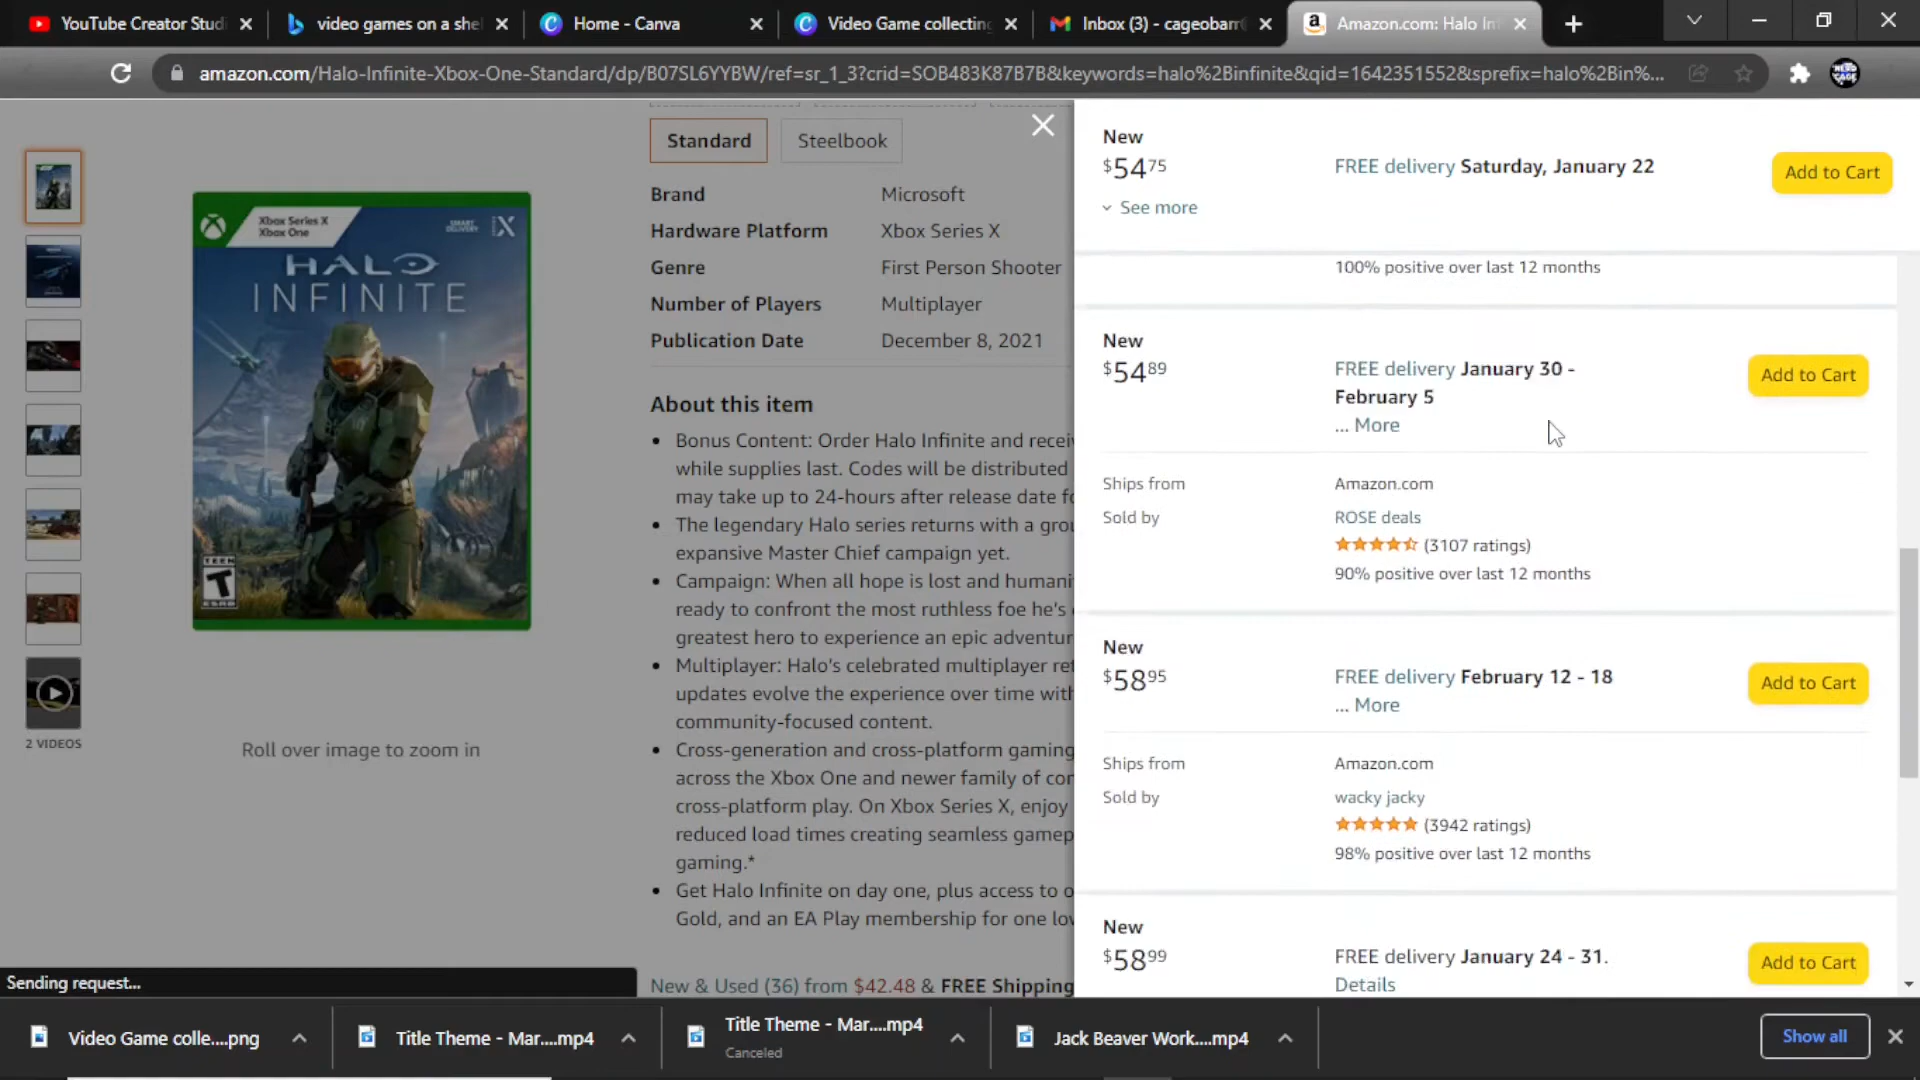 YouTube Creator Studi
video games on a she
Home - Canva
Video Game collecting
Inbox (3) - cageobarr
Amazon.com: Halo In
amazon.com/Halo-Infinite-Xbox-One-Standard/dp/B07SL6YYBW/ref=sr_1_3?crid=SOB483K87B7B&keywords=halo%2Binfinite&qid=1642351552&sprefix=halo%2Bin%...
Standard
Steelbook
Brand Microsoft
Hardware Platform Xbox Series X
Genre First Person Shooter
Number of Players Multiplayer
Publication Date December 8, 2021
Xbox Series X
Xbox One
SMART DELIVERY
HALO
INFINITE
TEEN
T
ESRB
2 VIDEOS
Roll over image to zoom in
About this item
Bonus Content: Order Halo Infinite and recei
while supplies last. Codes will be distributed
may take up to 24-hours after release date fo
The legendary Halo series returns with a grou
expansive Master Chief campaign yet.
Campaign: When all hope is lost and humani
ready to confront the most ruthless foe he's
greatest hero to experience an epic adventur
Multiplayer: Halo's celebrated multiplayer ret
updates evolve the experience over time with
community-focused content.
Cross-generation and cross-platform gaming
across the Xbox One and newer family of con
cross-platform play. On Xbox Series X, enjoy
reduced load times creating seamless gamep
gaming.*
Get Halo Infinite on day one, plus access to o
Gold, and an EA Play membership for one lo
New & Used (36) from $42.48 & FREE Shipping
New
$54 75
FREE delivery Saturday, January 22
Add to Cart
See more
100% positive over last 12 months
New
$54 89
FREE delivery January 30 -
February 5
... More
Add to Cart
Ships from Amazon.com
Sold by ROSE deals
(3107 ratings)
90% positive over last 12 months
New
$58 95
FREE delivery February 12 - 18
... More
Add to Cart
Ships from Amazon.com
Sold by wacky jacky
(3942 ratings)
98% positive over last 12 months
New
$58 99
FREE delivery January 24 - 31.
Details
Add to Cart
Sending request...
Video Game colle....png
Title Theme - Mar....mp4
Title Theme - Mar....mp4
Canceled
Jack Beaver Work....mp4
Show all